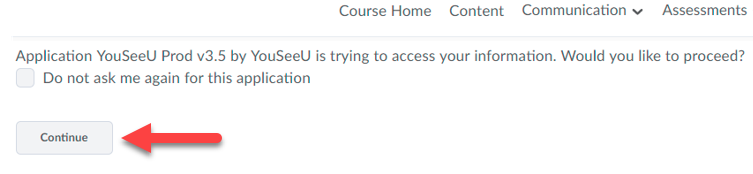 Course Home Content Communication Assessments
Application YouSeeU Prod v3.5 by YouSeeU is trying to access your information. Would you like to proceed?
Do not ask me again for this application
Continue